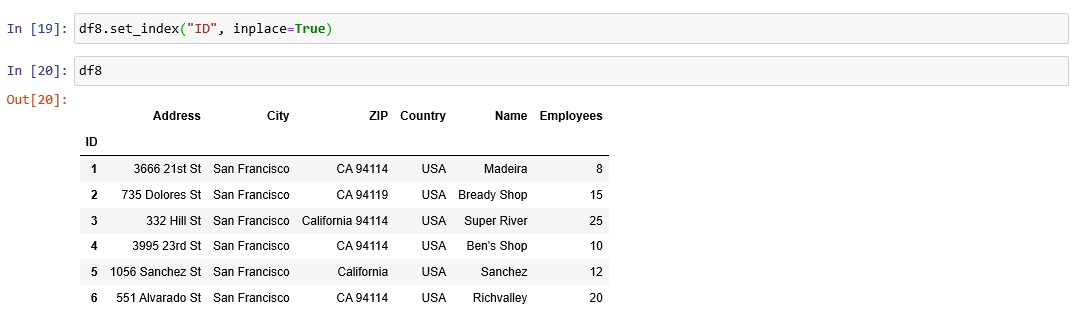 In [19]: df8.set_index("ID", inplace=True)
In [20]: df8
Out[20]:
Address City ZIP Country Name Employees
ID
1 3666 21st St San Francisco CA 94114 USA Madeira 8
2 735 Dolores St San Francisco CA 94119 USA Bready Shop 15
3 332 Hill St San Francisco California 94114 USA Super River 25
4 3995 23rd St San Francisco CA 94114 USA Ben's Shop 10
5 1056 Sanchez St San Francisco California USA Sanchez 12
6 551 Alvarado St San Francisco CA 94114 USA Richvalley 20